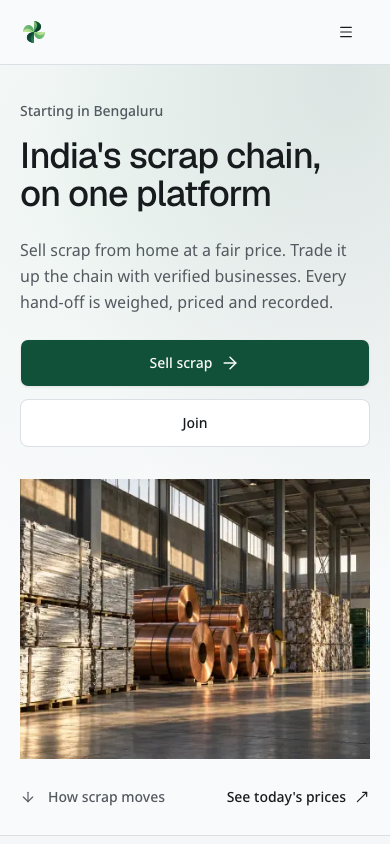 Starting in Bengaluru
India's scrap chain,
on one platform
Sell scrap from home at a fair price. Trade it
up the chain with verified businesses. Every
hand-off is weighed, priced and recorded.
Sell scrap
Join
How scrap moves
See today's prices